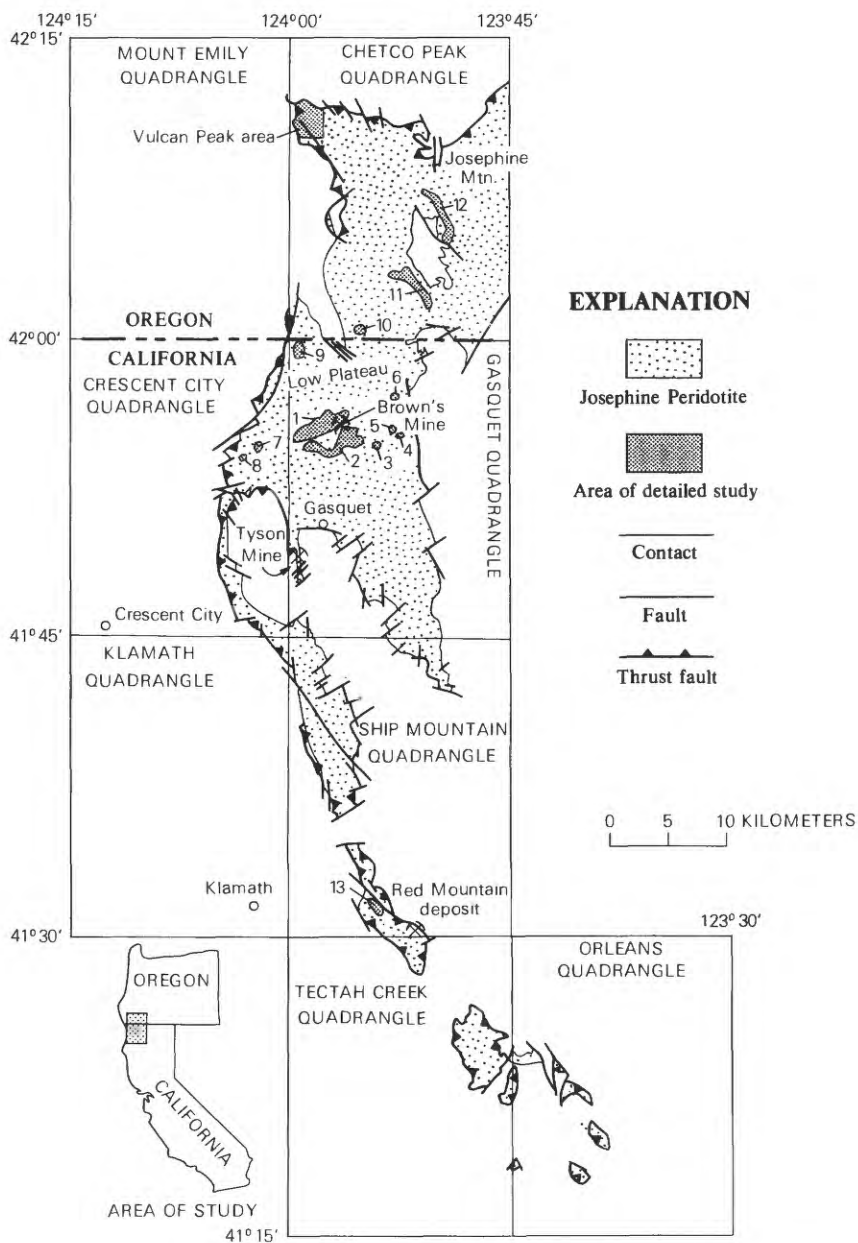 124° 15′
124° 00′
123° 45′
42° 15′
MOUNT EMILY
QUADRANGLE
CHETCO PEAK
QUADRANGLE
Vulcan Peak area
Josephine
Mtn.
12
11
10
42° 00′
OREGON
CALIFORNIA
CRESCENT CITY
QUADRANGLE
9
Low Plateau
6
GASQUET QUADRANGLE
1
Brown's
Mine
5
7
8
2
3
4
Gasquet
Tyson
Mine
Crescent City
41° 45′
KLAMATH
QUADRANGLE
SHIP MOUNTAIN
QUADRANGLE
Klamath
13
Red Mountain
deposit
123° 30′
41° 30′
ORLEANS
QUADRANGLE
TECTAH CREEK
QUADRANGLE
OREGON
CALIFORNIA
AREA OF STUDY
41° 15′
EXPLANATION
Josephine Peridotite
Area of detailed study
Contact
Fault
Thrust fault
0 5 10 KILOMETERS